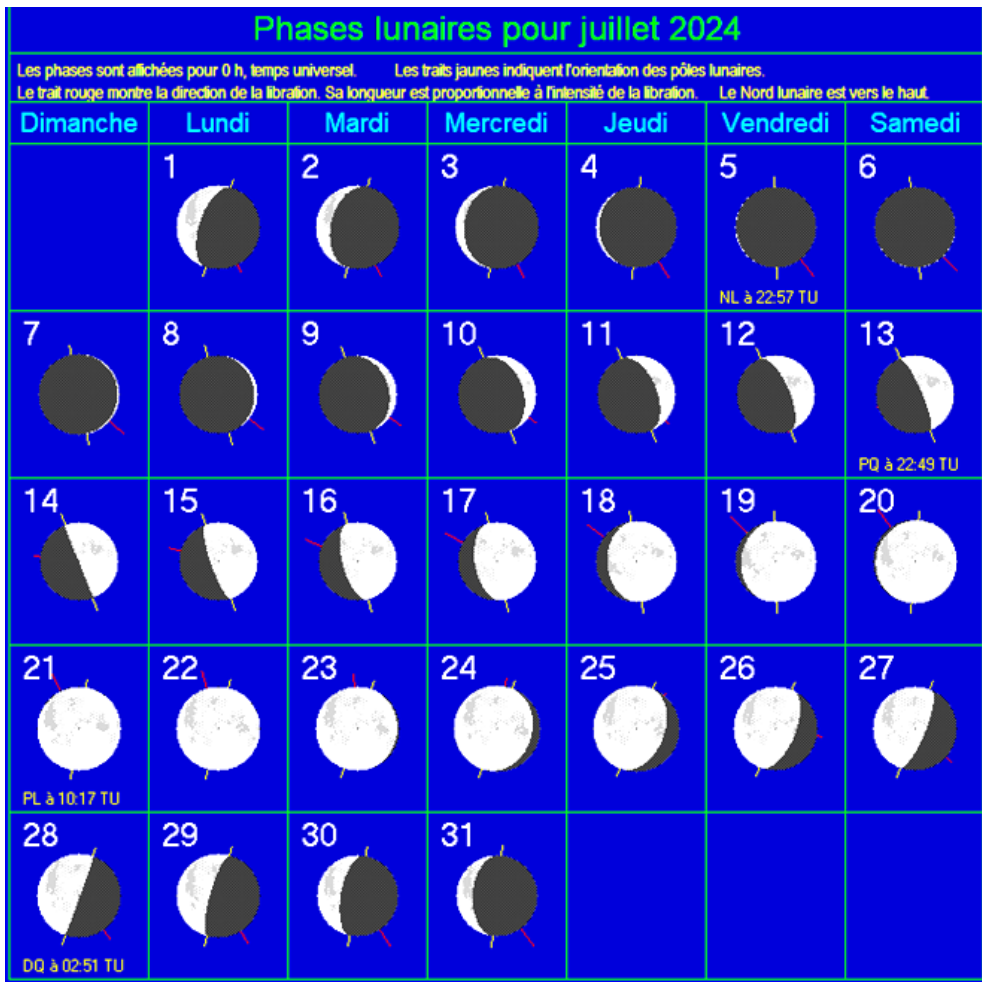 Phases lunaires pour juillet 2024
Les phases sont affichées pour 0 h, temps universel. Les traits jaunes indiquent l'orientation des pôles lunaires.
Le trait rouge montre la direction de la libration. Sa longueur est proportionnelle à l'intensité de la libration. Le Nord lunaire est vers le haut.
Dimanche Lundi Mardi Mercredi Jeudi Vendredi Samedi
1 2 3 4 5 6
NL à 22:57 TU
7 8 9 10 11 12 13
PQ à 22:49 TU
14 15 16 17 18 19 20
21 22 23 24 25 26 27
PL à 10:17 TU
28 29 30 31
DQ à 02:51 TU